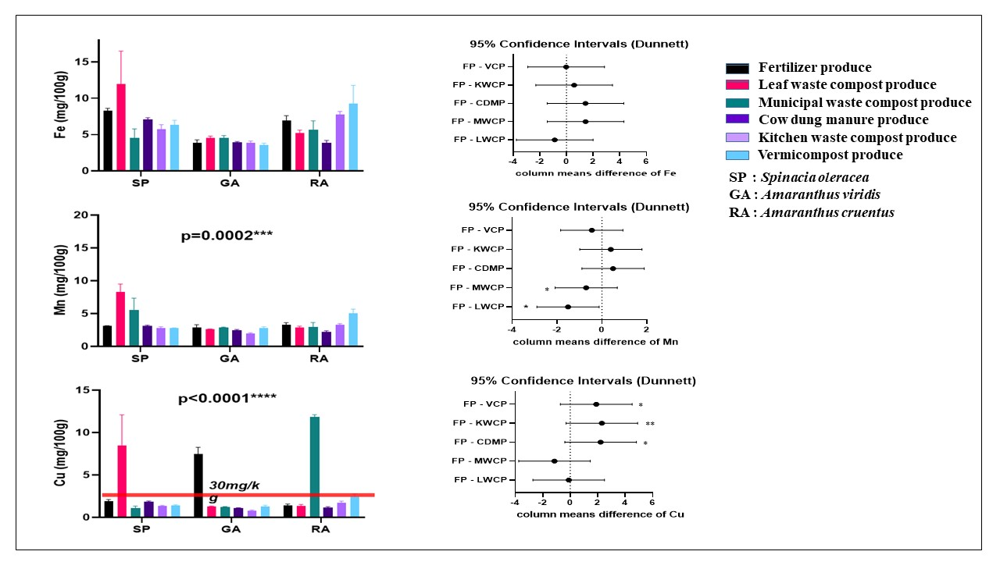 Fe (mg/100g)
15
10
5
0
SP
GA
RA
95% Confidence Intervals (Dunnett)
FP - VCP
FP - KWCP
FP - CDMP
FP - MWCP
FP - LWCP
-4
-2
0
2
4
6
column means difference of Fe
Fertilizer produce
Leaf waste compost produce
Municipal waste compost produce
Cow dung manure produce
Kitchen waste compost produce
Vermicompost produce
SP : Spinacia oleracea
GA : Amaranthus viridis
RA : Amaranthus cruentus
Mn (mg/100g)
20
15
10
5
0
p=0.0002***
SP
GA
RA
95% Confidence Intervals (Dunnett)
FP - VCP
FP - KWCP
FP - CDMP
FP - MWCP
*
FP - LWCP
*
-4
-2
0
2
column means difference of Mn
Cu (mg/100g)
15
10
5
0
p<0.0001****
30mg/k
g
SP
GA
RA
95% Confidence Intervals (Dunnett)
FP - VCP
*
FP - KWCP
**
FP - CDMP
*
FP - MWCP
FP - LWCP
-4
-2
0
2
4
6
column means difference of Cu